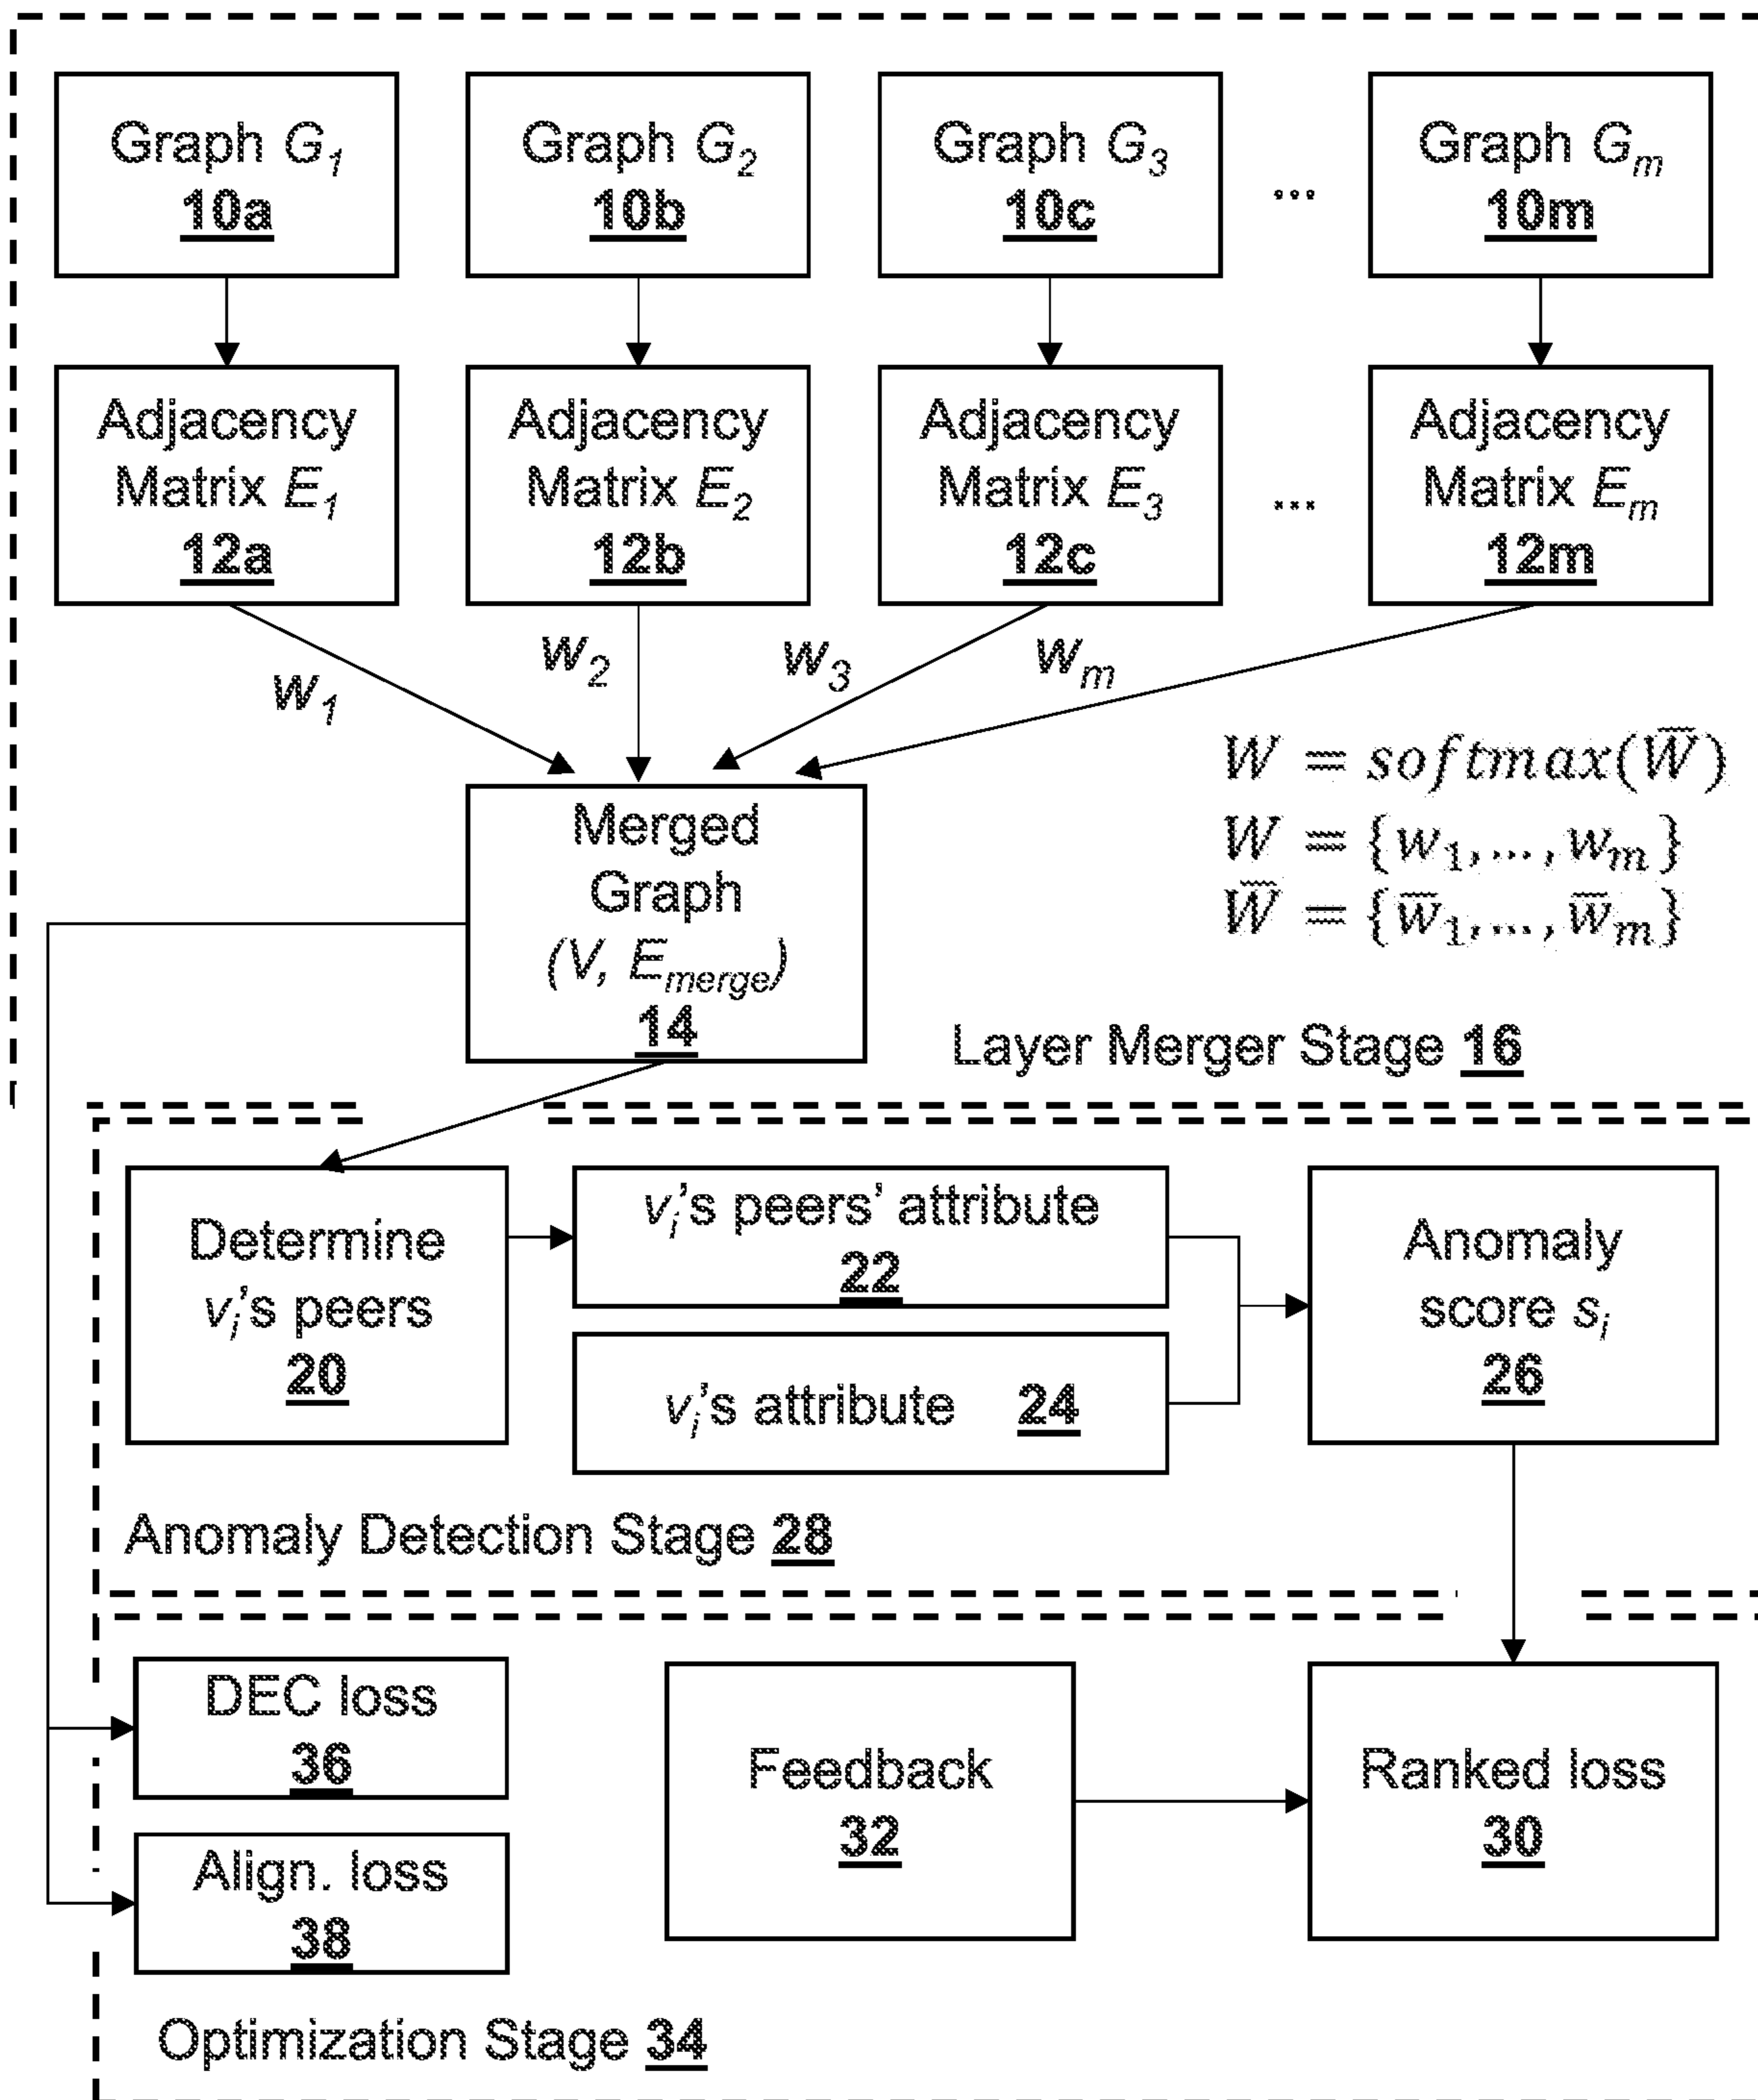 Graph G1
10a
Graph G2
10b
Graph G3
10c
...
Graph Gm
10m
Adjacency
Matrix E1
12a
Adjacency
Matrix E2
12b
Adjacency
Matrix E3
12c
...
Adjacency
Matrix Em
12m
w1
w2
w3
wm
W = softmax(W̅)
W = {w1,...,wm}
W̅ = {w̅1,...,w̅m}
Merged
Graph
(V, Emerge)
14
Layer Merger Stage 16
Determine
vi's peers
20
vi's peers' attribute
22
vi's attribute 24
Anomaly
score si
26
Anomaly Detection Stage 28
DEC loss
36
Align. loss
38
Feedback
32
Ranked loss
30
Optimization Stage 34